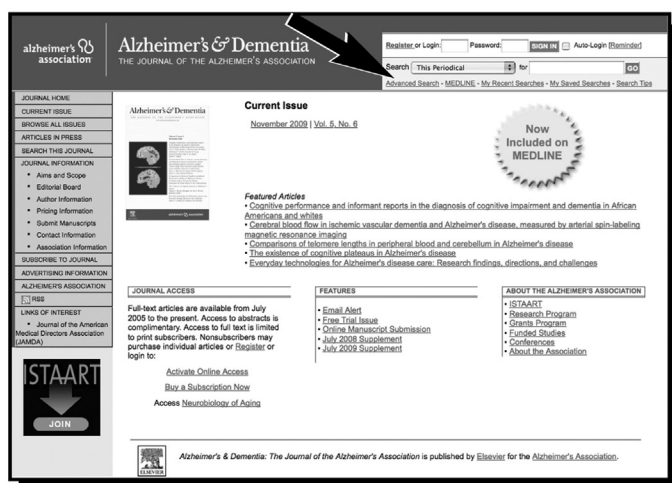 alzheimer's association
Alzheimer's & Dementia
THE JOURNAL OF THE ALZHEIMER'S ASSOCIATION
Register or Login: Password: SIGN IN Auto-Login [Reminder]
Search This Periodical for GO
Advanced Search - MEDLINE - My Recent Searches - My Saved Searches - Search Tips
JOURNAL HOME
CURRENT ISSUE
BROWSE ALL ISSUES
ARTICLES IN PRESS
SEARCH THIS JOURNAL
JOURNAL INFORMATION
• Aims and Scope
• Editorial Board
• Author Information
• Pricing Information
• Submit Manuscripts
• Contact Information
• Association Information
SUBSCRIBE TO JOURNAL
ADVERTISING INFORMATION
ALZHEIMER'S ASSOCIATION
RSS
LINKS OF INTEREST
• Journal of the American
Medical Directors Association
(JAMDA)
ISTAART
JOIN
Alzheimer's & Dementia
Current Issue
November 2009 | Vol. 5, No. 6
Now
Included on
MEDLINE
Featured Articles
• Cognitive performance and informant reports in the diagnosis of cognitive impairment and dementia in African
Americans and whites
• Cerebral blood flow in ischemic vascular dementia and Alzheimer's disease, measured by arterial spin-labeling
magnetic resonance imaging
• Comparisons of telomere lengths in peripheral blood and cerebellum in Alzheimer's disease
• The existence of cognitive plateaus in Alzheimer's disease
• Everyday technologies for Alzheimer's disease care: Research findings, directions, and challenges
JOURNAL ACCESS
Full-text articles are available from July
2005 to the present. Access to abstracts is
complimentary. Access to full text is limited
to print subscribers. Nonsubscribers may
purchase individual articles or Register or
login to:
Activate Online Access
Buy a Subscription Now
Access Neurobiology of Aging
FEATURES
• Email Alert
• Free Trial Issue
• Online Manuscript Submission
• July 2008 Supplement
• July 2009 Supplement
ABOUT THE ALZHEIMER'S ASSOCIATION
• ISTAART
• Research Program
• Grants Program
• Funded Studies
• Conferences
• About the Association
ELSEVIER
Alzheimer's & Dementia: The Journal of the Alzheimer's Association is published by Elsevier for the Alzheimer's Association.